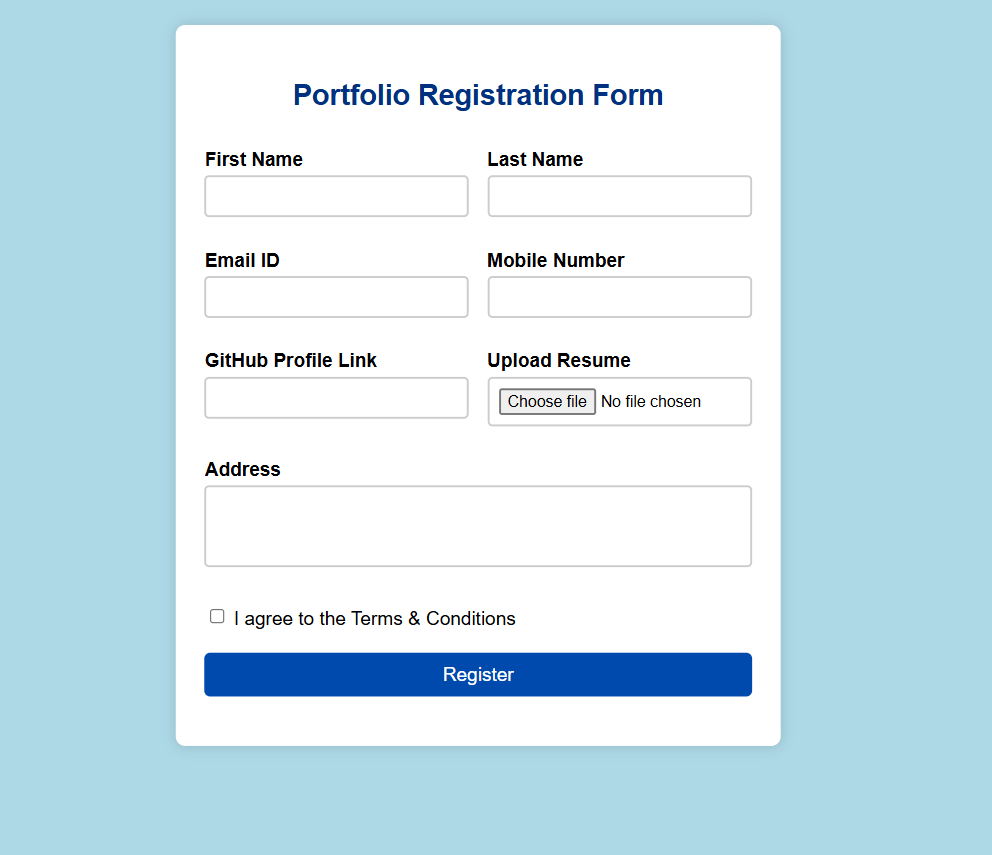 Portfolio Registration Form
First Name Last Name
Email ID Mobile Number
GitHub Profile Link Upload Resume
Choose file No file chosen
Address
I agree to the Terms & Conditions
Register